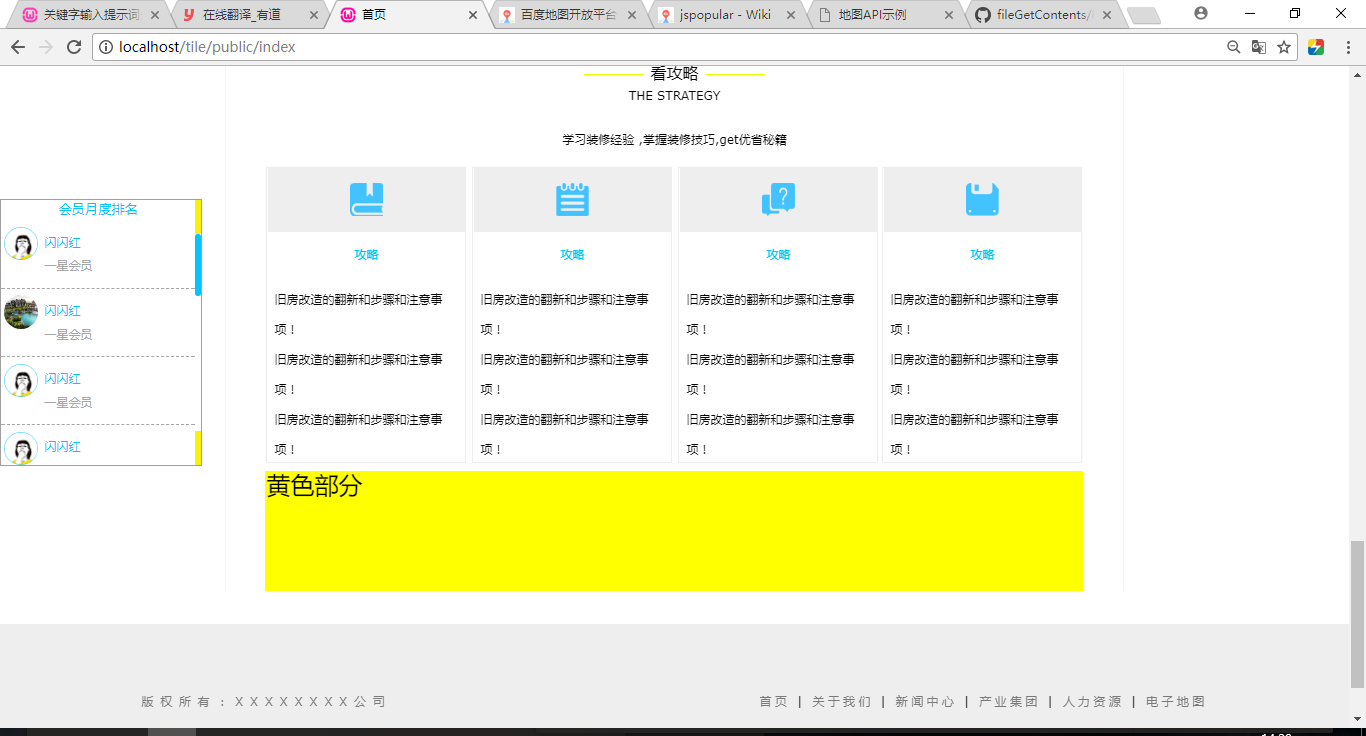 关键字输入提示词
在线翻译_有道
首页
百度地图开放平台
jspopular - Wiki
地图API示例
fileGetContents/
localhost/tile/public/index
看攻略
THE STRATEGY
学习装修经验 ,掌握装修技巧,get优省秘籍
会员月度排名
闪闪红
一星会员
闪闪红
一星会员
闪闪红
一星会员
闪闪红
攻略
旧房改造的翻新和步骤和注意事
项！
旧房改造的翻新和步骤和注意事
项！
旧房改造的翻新和步骤和注意事
项！
攻略
旧房改造的翻新和步骤和注意事
项！
旧房改造的翻新和步骤和注意事
项！
旧房改造的翻新和步骤和注意事
项！
攻略
旧房改造的翻新和步骤和注意事
项！
旧房改造的翻新和步骤和注意事
项！
旧房改造的翻新和步骤和注意事
项！
攻略
旧房改造的翻新和步骤和注意事
项！
旧房改造的翻新和步骤和注意事
项！
旧房改造的翻新和步骤和注意事
项！
黄色部分
版权所有：XXXXXXXX公司
首页 | 关于我们 | 新闻中心 | 产业集团 | 人力资源 | 电子地图